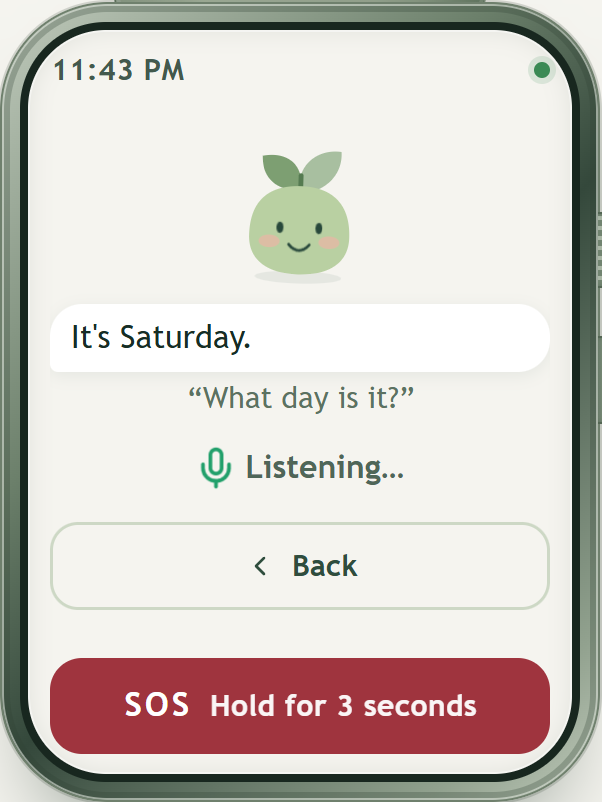 11:43 PM
It's Saturday.
“What day is it?”
Listening...
Back
SOS Hold for 3 seconds